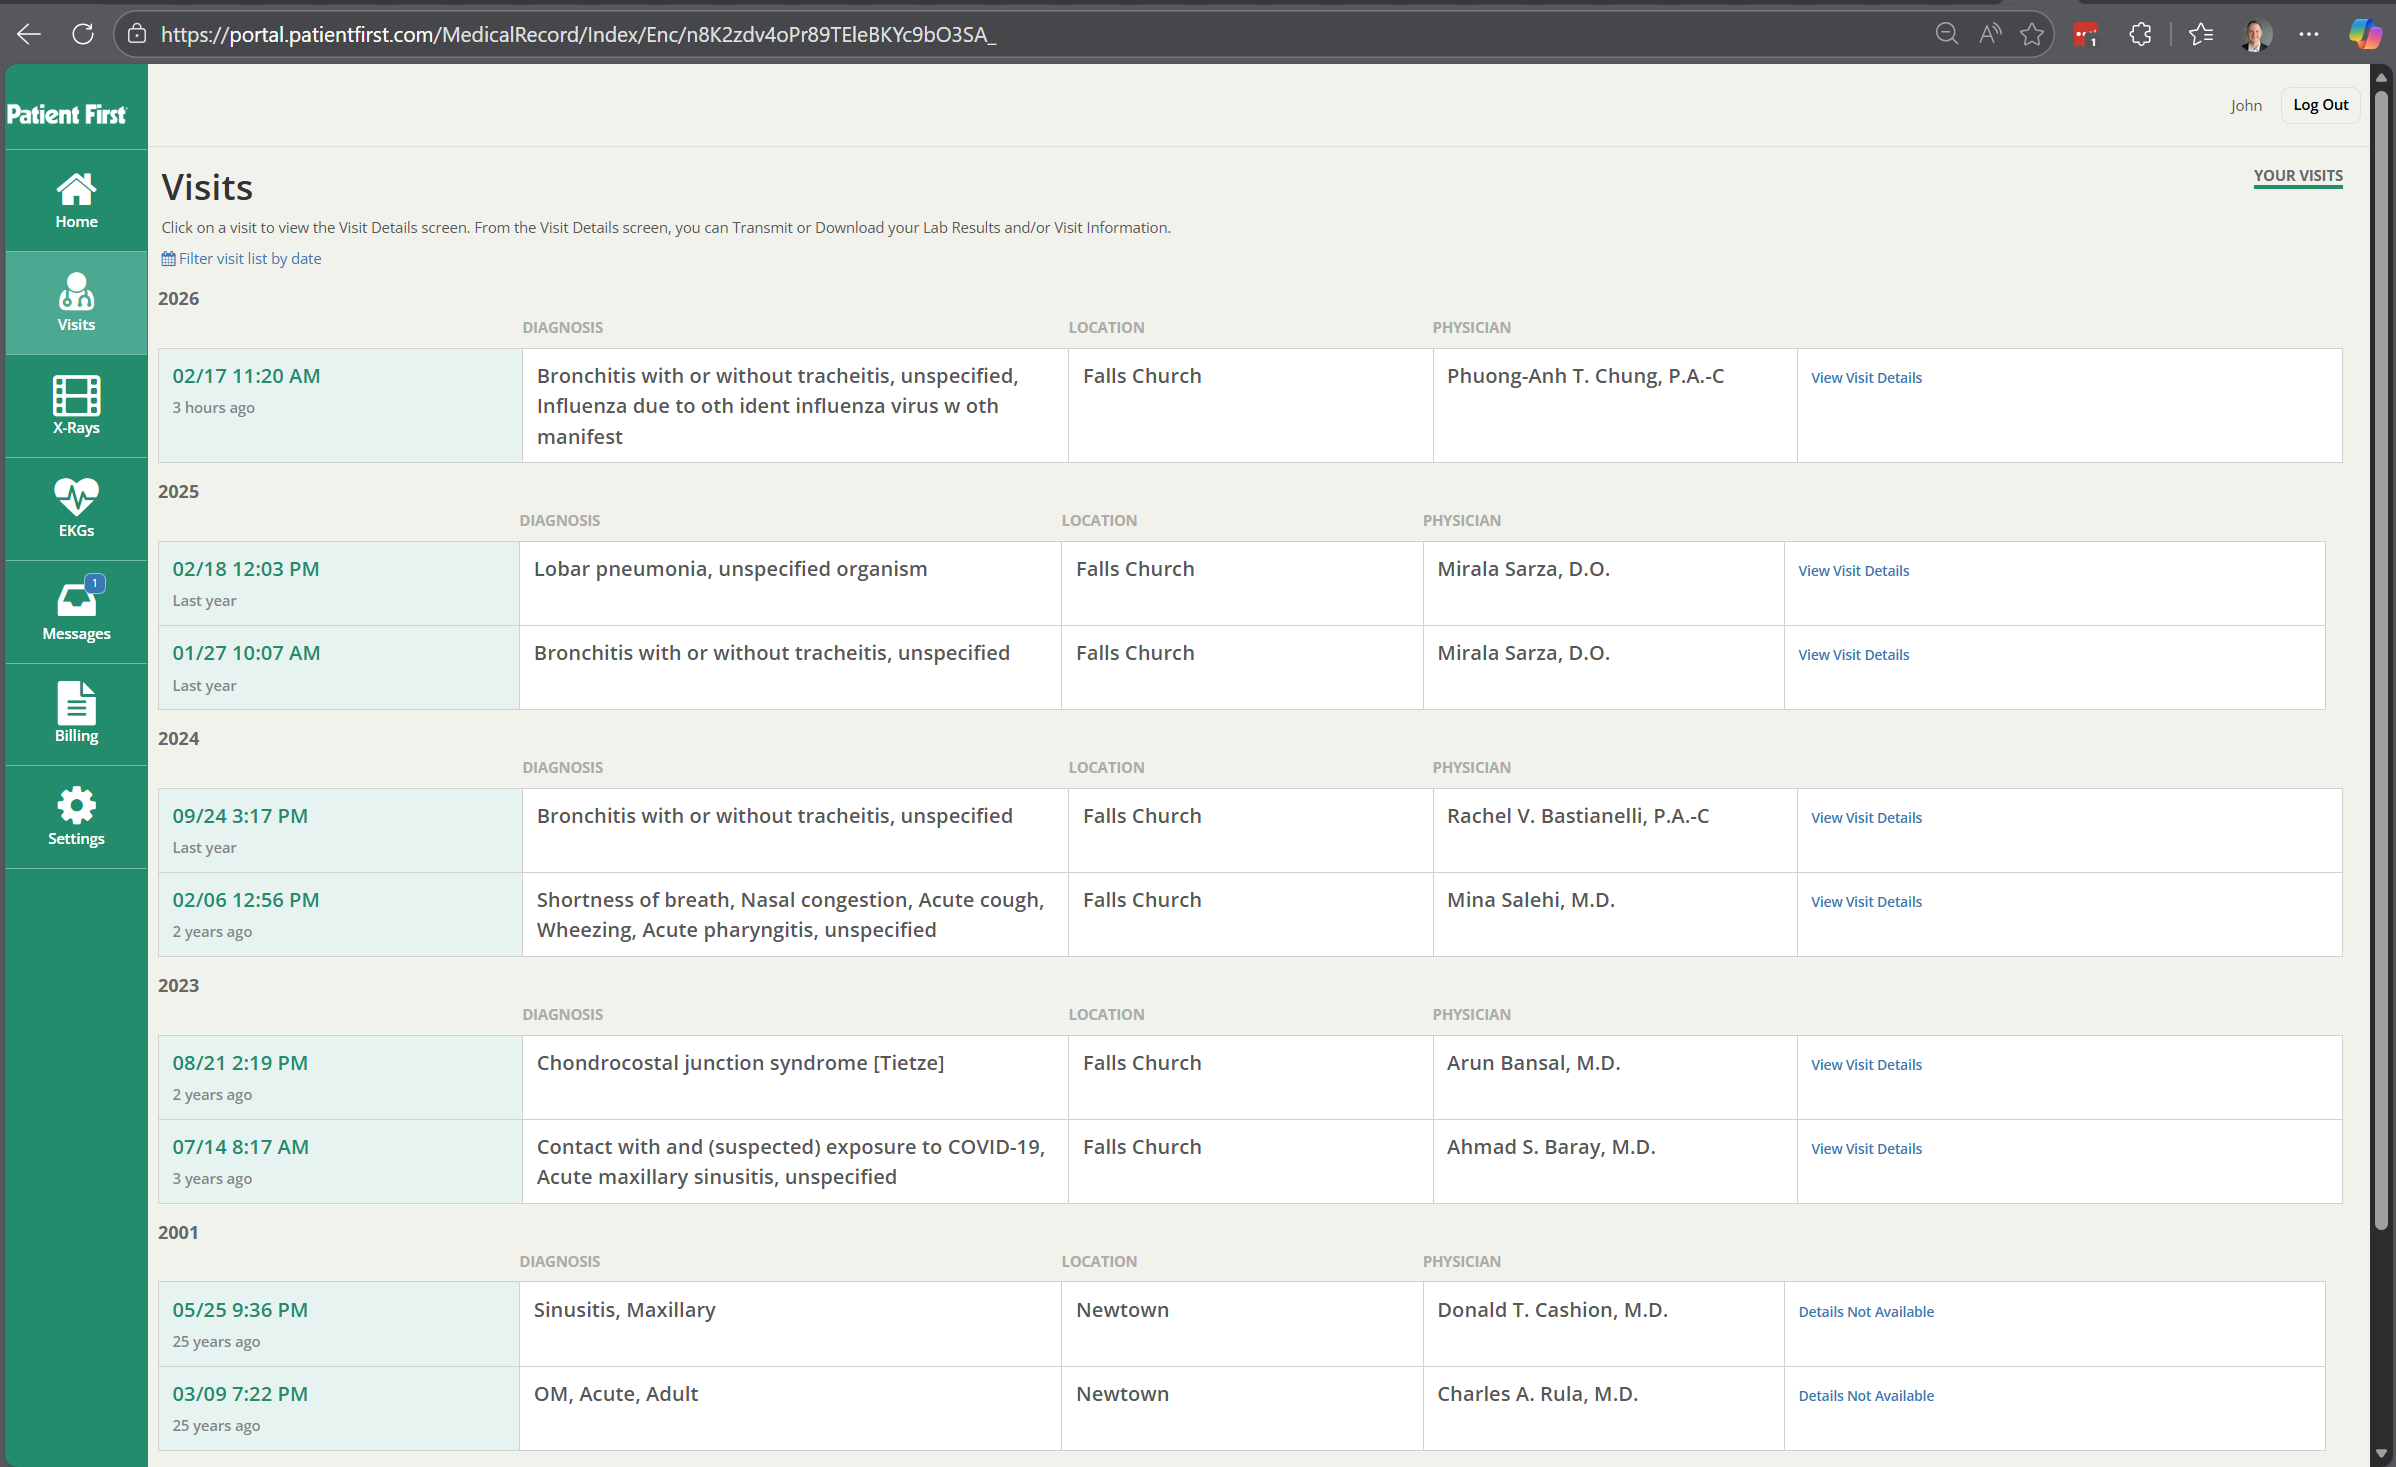 https://portal.patientfirst.com/MedicalRecord/Index/Enc/n8K2zdv4oPr89TEleBKYc9bO3SA_
1
Patient First
John
Log Out
Home
Visits
X-Rays
EKGs
1
Messages
Billing
Settings
Visits
YOUR VISITS
Click on a visit to view the Visit Details screen. From the Visit Details screen, you can Transmit or Download your Lab Results and/or Visit Information.
Filter visit list by date
2026
DIAGNOSIS LOCATION PHYSICIAN
02/17 11:20 AM
3 hours ago
Bronchitis with or without tracheitis, unspecified,
Influenza due to oth ident influenza virus w oth
manifest
Falls Church
Phuong-Anh T. Chung, P.A.-C
View Visit Details
2025
DIAGNOSIS LOCATION PHYSICIAN
02/18 12:03 PM
Last year
Lobar pneumonia, unspecified organism
Falls Church
Mirala Sarza, D.O.
View Visit Details
01/27 10:07 AM
Last year
Bronchitis with or without tracheitis, unspecified
Falls Church
Mirala Sarza, D.O.
View Visit Details
2024
DIAGNOSIS LOCATION PHYSICIAN
09/24 3:17 PM
Last year
Bronchitis with or without tracheitis, unspecified
Falls Church
Rachel V. Bastianelli, P.A.-C
View Visit Details
02/06 12:56 PM
2 years ago
Shortness of breath, Nasal congestion, Acute cough,
Wheezing, Acute pharyngitis, unspecified
Falls Church
Mina Salehi, M.D.
View Visit Details
2023
DIAGNOSIS LOCATION PHYSICIAN
08/21 2:19 PM
2 years ago
Chondrocostal junction syndrome [Tietze]
Falls Church
Arun Bansal, M.D.
View Visit Details
07/14 8:17 AM
3 years ago
Contact with and (suspected) exposure to COVID-19,
Acute maxillary sinusitis, unspecified
Falls Church
Ahmad S. Baray, M.D.
View Visit Details
2001
DIAGNOSIS LOCATION PHYSICIAN
05/25 9:36 PM
25 years ago
Sinusitis, Maxillary
Newtown
Donald T. Cashion, M.D.
Details Not Available
03/09 7:22 PM
25 years ago
OM, Acute, Adult
Newtown
Charles A. Rula, M.D.
Details Not Available